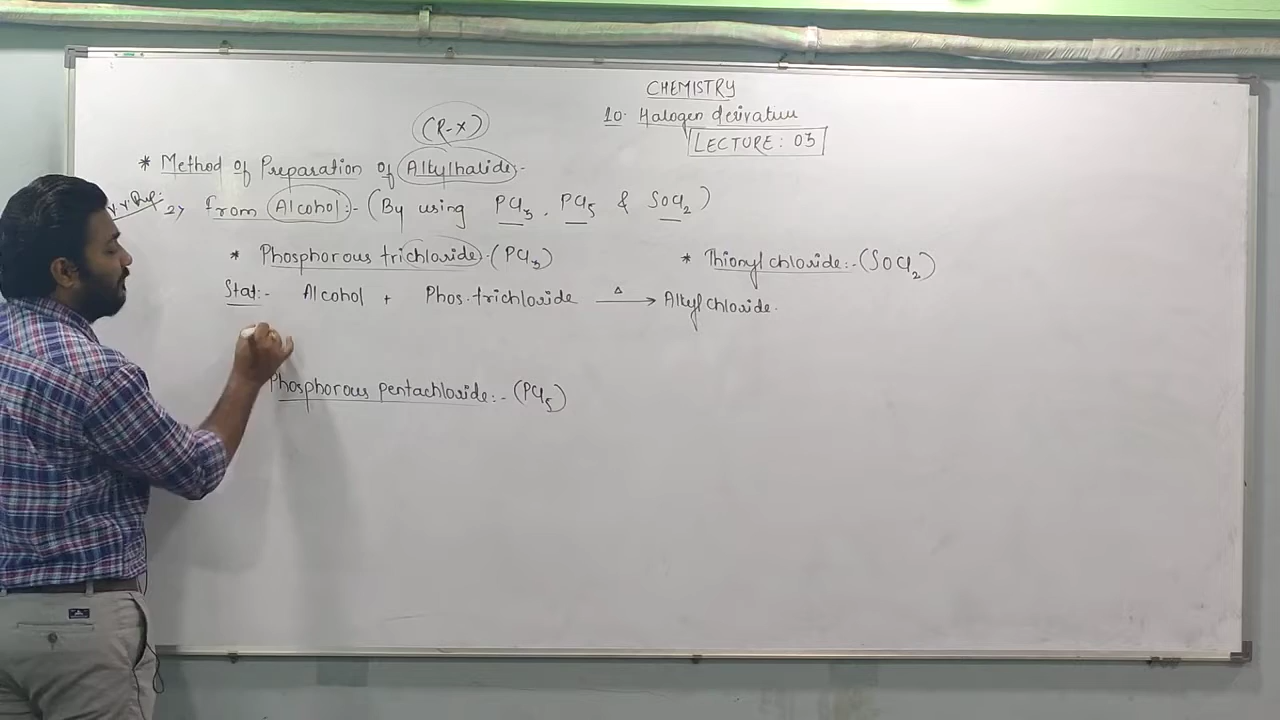 CHEMISTRY
10. Halogen derivative
LECTURE : 03
(R-X)
* Method of Preparation of Alkylhalide:-
2> from Alcohol:- (By using PCl3, PCl5 & SOCl2)
* Phosphorous trichloride:- (PCl3)
* Thionyl chloride:- (SOCl2)
Stat:- Alcohol + Phos. trichloride Δ→ Alkyl chloride.
Phosphorous pentachloride:- (PCl5)